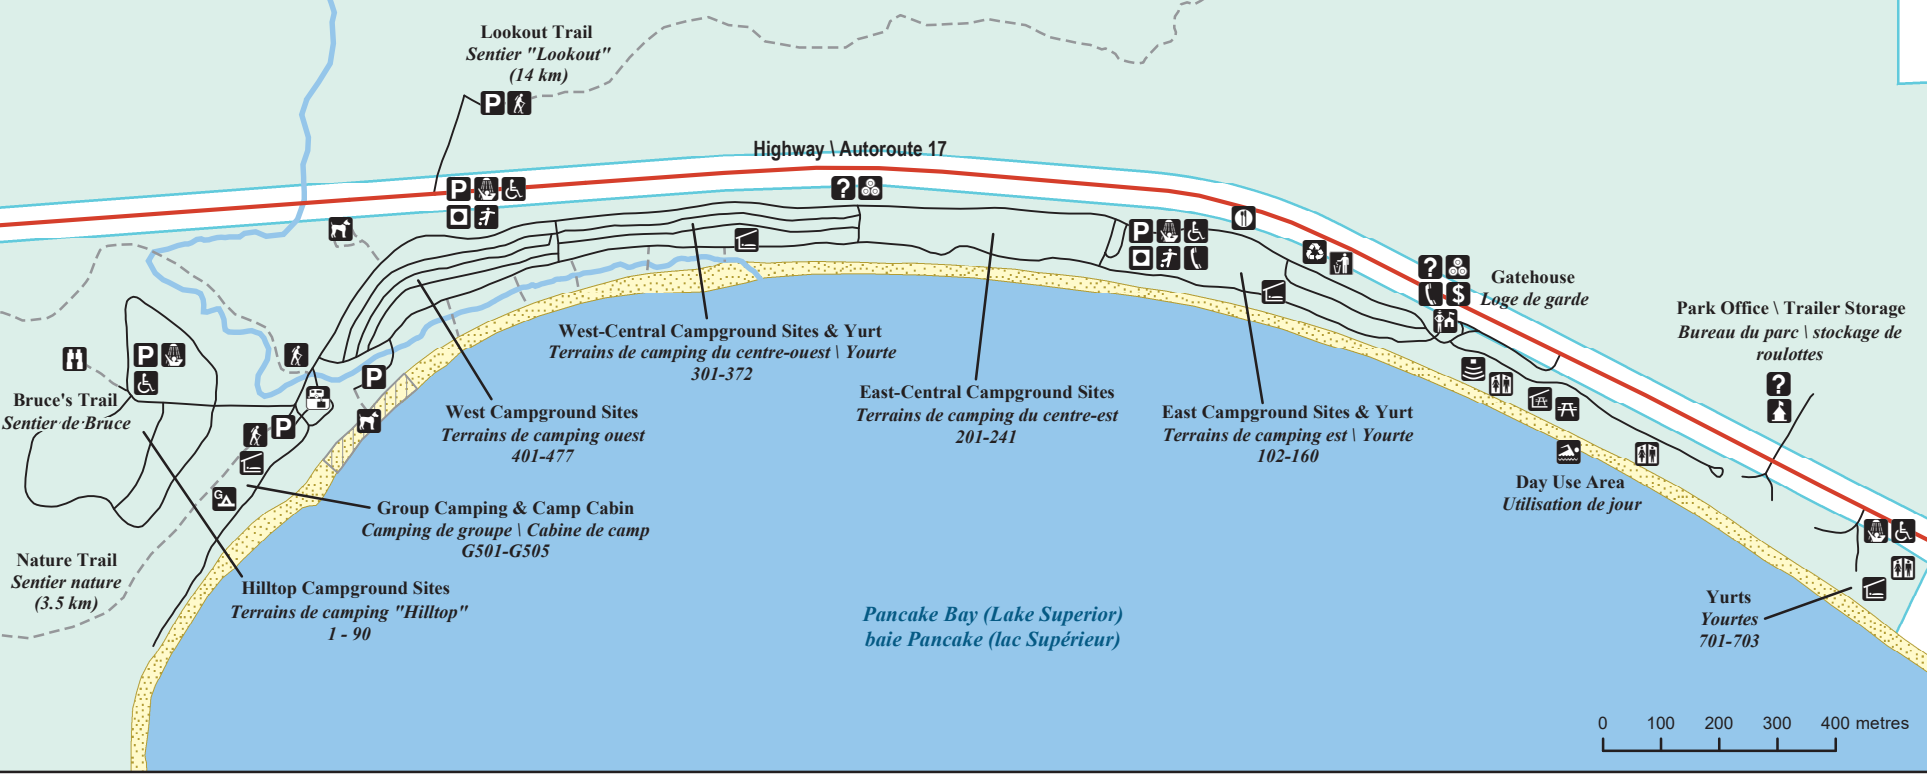 Lookout Trail
Sentier "Lookout"
(14 km)
P
Highway \ Autoroute 17
P
?
P
?
$
Gatehouse
Loge de garde
Park Office \ Trailer Storage
Bureau du parc \ stockage de
roulottes
?
P
Bruce's Trail
Sentier de Bruce
P
P
West-Central Campground Sites & Yurt
Terrains de camping du centre-ouest \ Yourte
301-372
West Campground Sites
Terrains de camping ouest
401-477
East-Central Campground Sites
Terrains de camping du centre-est
201-241
East Campground Sites & Yurt
Terrains de camping est \ Yourte
102-160
Day Use Area
Utilisation de jour
G
Group Camping & Camp Cabin
Camping de groupe \ Cabine de camp
G501-G505
Nature Trail
Sentier nature
(3.5 km)
Hilltop Campground Sites
Terrains de camping "Hilltop"
1 - 90
Pancake Bay (Lake Superior)
baie Pancake (lac Supérieur)
Yurts
Yourtes
701-703
0 100 200 300 400 metres